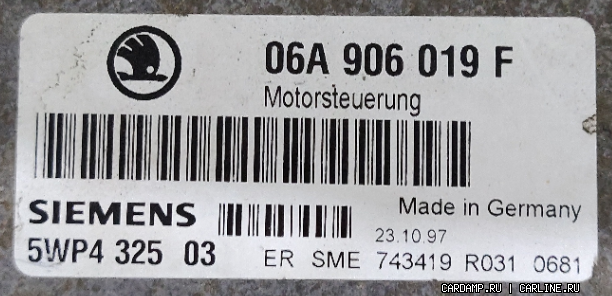 06A 906 019 F
Motorsteuerung
SIEMENS
Made in Germany
23.10.97
5WP4 325 03
ER SME 743419 R031 0681
CARDAMP.RU | CARLINE.RU